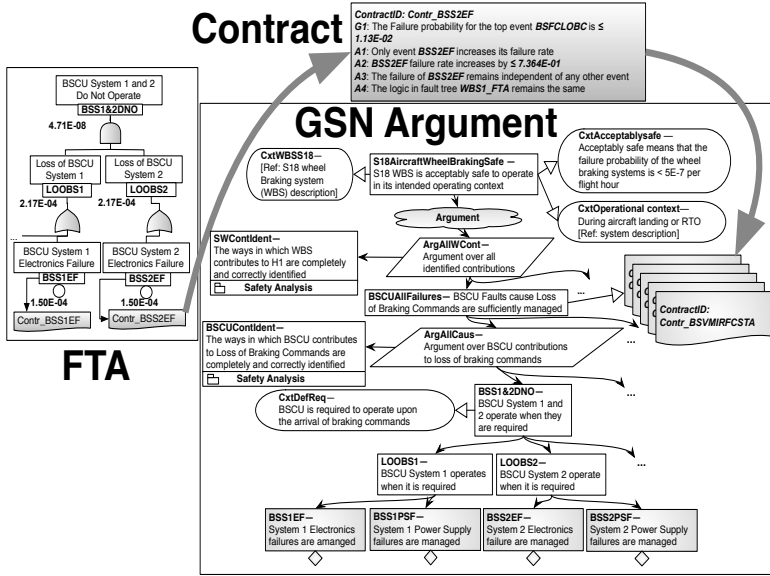 Contract
ContractID: Contr_BSS2EF
G1: The Failure probability for the top event BSFCLOBC is ≤
1.13E-02
A1: Only event BSS2EF increases its failure rate
A2: BSS2EF failure rate increases by ≤ 7.364E-01
A3: The failure of BSS2EF remains independent of any other event
A4: The logic in fault tree WBS1_FTA remains the same
BSCU System 1 and 2
Do Not Operate
BSS1&2DNO
4.71E-08
Loss of BSCU
System 1
LOOBS1
2.17E-04
Loss of BSCU
System 2
LOOBS2
2.17E-04
...
BSCU System 1
Electronics Failure
BSS1EF
1.50E-04
BSCU System 2
Electronics Failure
BSS2EF
1.50E-04
Contr_BSS1EF
Contr_BSS2EF
FTA
GSN Argument
CxtWBSS18—
[Ref: S18 wheel
Braking system
(WBS) description]
S18AircraftWheelBrakingSafe—
S18 WBS is acceptably safe to operate
in its intended operating context
CxtAcceptablysafe —
Acceptably safe means that the
failure probability of the wheel
braking systems is < 5E-7 per
flight hour
CxtOperational context—
During aircraft landing or RTO
[Ref: system description]
Argument
SWContIdent—
The ways in which WBS
contributes to H1 are completely
and correctly identified
Safety Analysis
ArgAllWCont—
Argument over all
identified contributions
...
BSCUAllFailures— BSCU Faults cause Loss
of Braking Commands are sufficiently managed
ContractID:
Contr_BSVMIRFCSTA
BSCUContIdent—
The ways in which BSCU contributes
to Loss of Braking Commands are
completely and correctly identified
Safety Analysis
ArgAllCaus—
Argument over BSCU contributions
to loss of braking commands
...
CxtDefReq—
BSCU is required to operate upon
the arrival of braking commands
BSS1&2DNO—
BSCU System 1 and
2 operate when they
are required
...
LOOBS1—
BSCU System 1 operates
when it is required
LOOBS2—
BSCU System 2 operate
when it is required
...
BSS1EF—
System 1 Electronics
failures are amanged
BSS1PSF—
System 1 Power Supply
failures are managed
BSS2EF—
System 2 Electronics
failures are managed
BSS2PSF—
System 2 Power Supply
failures are managed